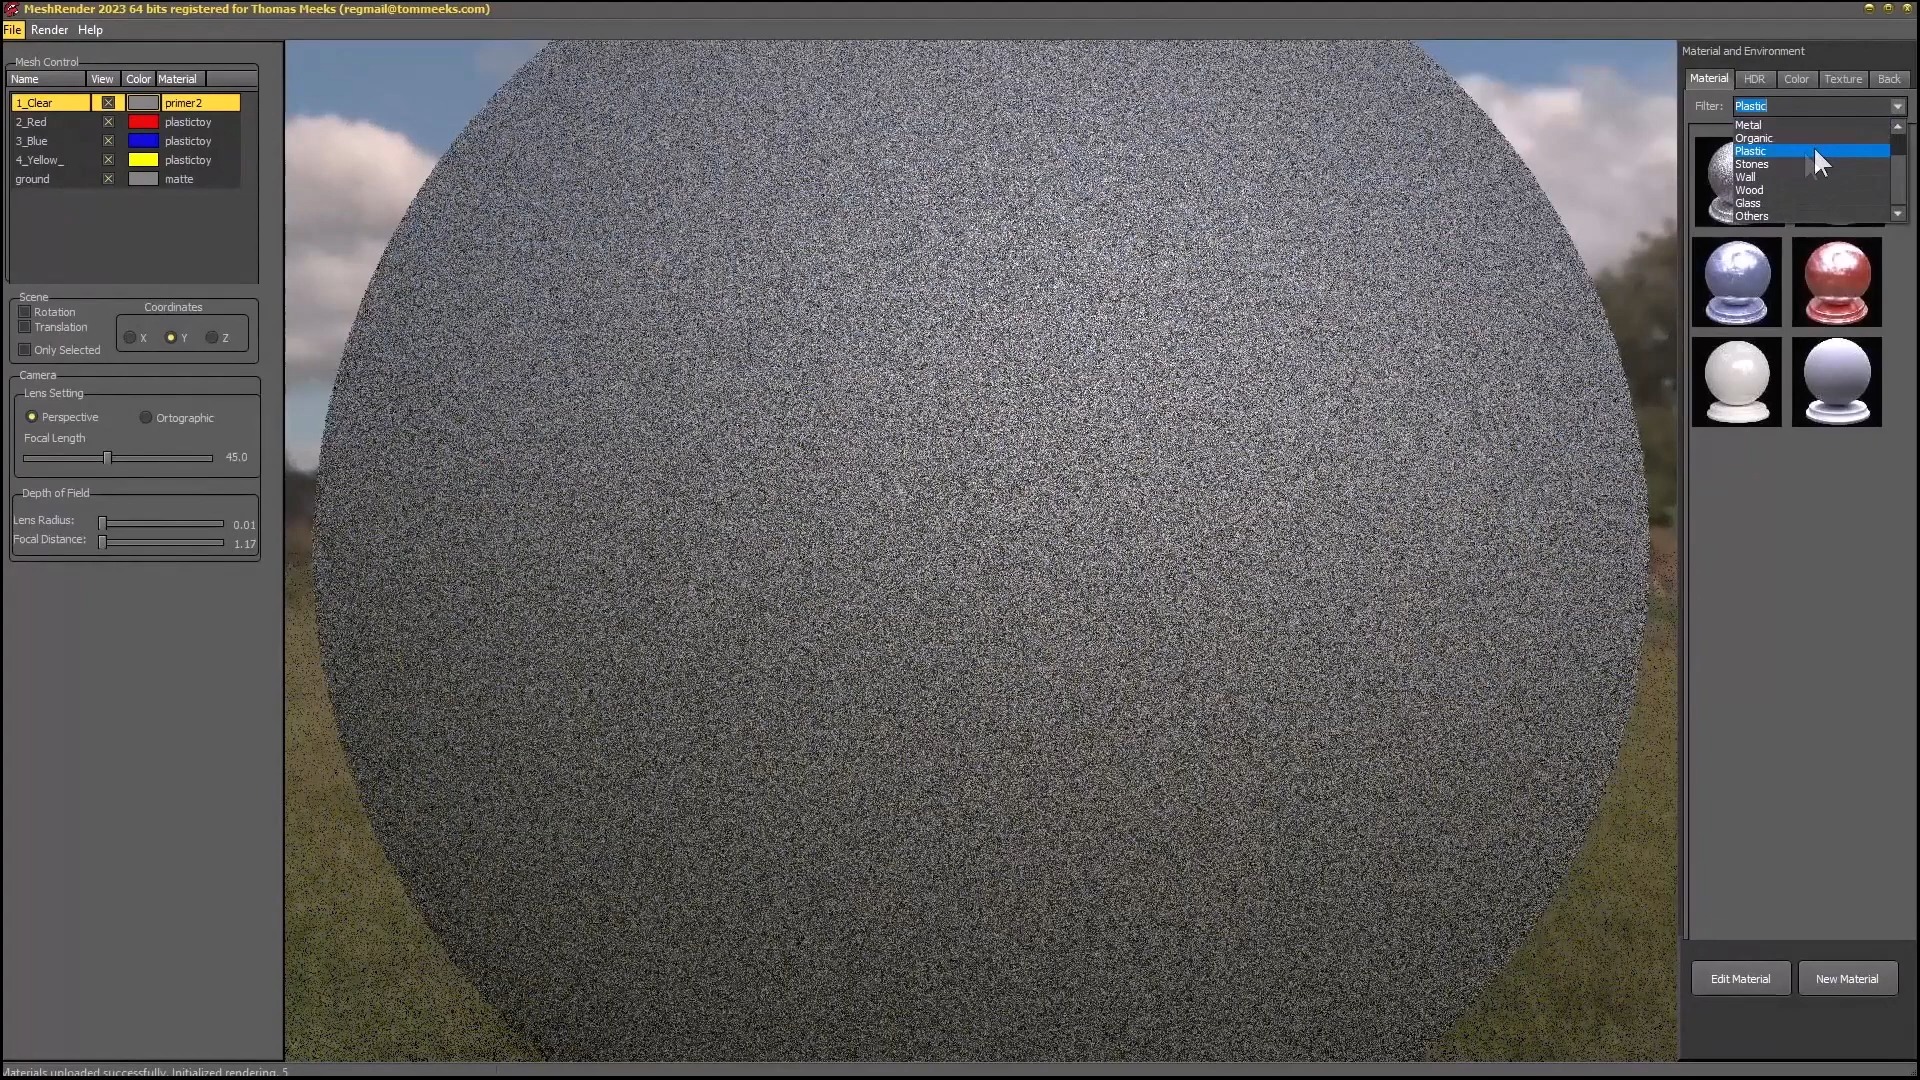 MeshRender 2023 64 bits registered for Thomas Meeks (regmail@tommeeks.com)
File Render Help
Mesh Control
Name View Color Material
1_Clear primer2
2_Red plastictoy
3_Blue plastictoy
4_Yellow_ plastictoy
ground matte
Scene
Rotation
Translation
Only Selected
Coordinates
X Y Z
Camera
Lens Setting
Perspective Ortographic
Focal Length
45.0
Depth of Field
Lens Radius: 0.01
Focal Distance: 1.17
Material and Environment
Material HDR Color Texture Back
Filter: Plastic
Metal
Organic
Plastic
Stones
Wall
Wood
Glass
Others
Edit Material New Material
Materials uploaded successfully. Initialized rendering. 5